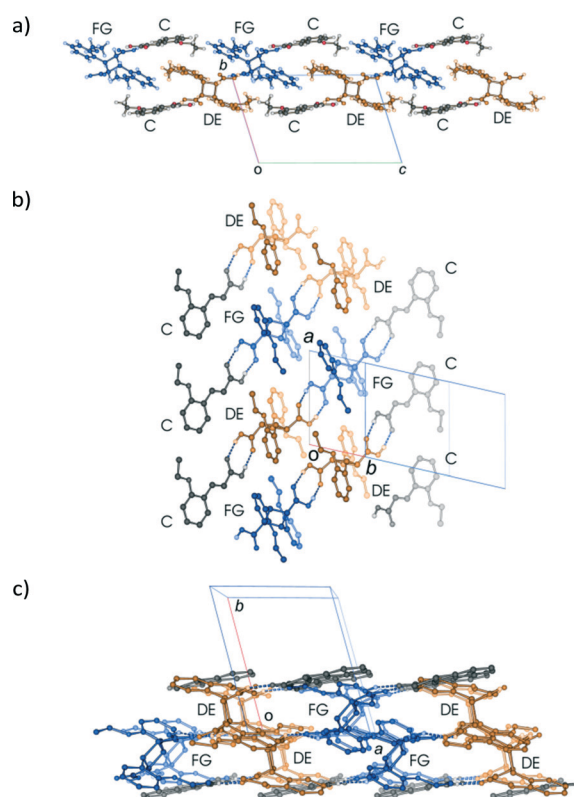 a)
FG C FG C FG C
b
C DE C DE C DE
o c
b)
DE
DE
C
FG a C
C FG
DE C
o b
C DE C
FG
c)
b
DE FG DE
o
FG DE a FG DE